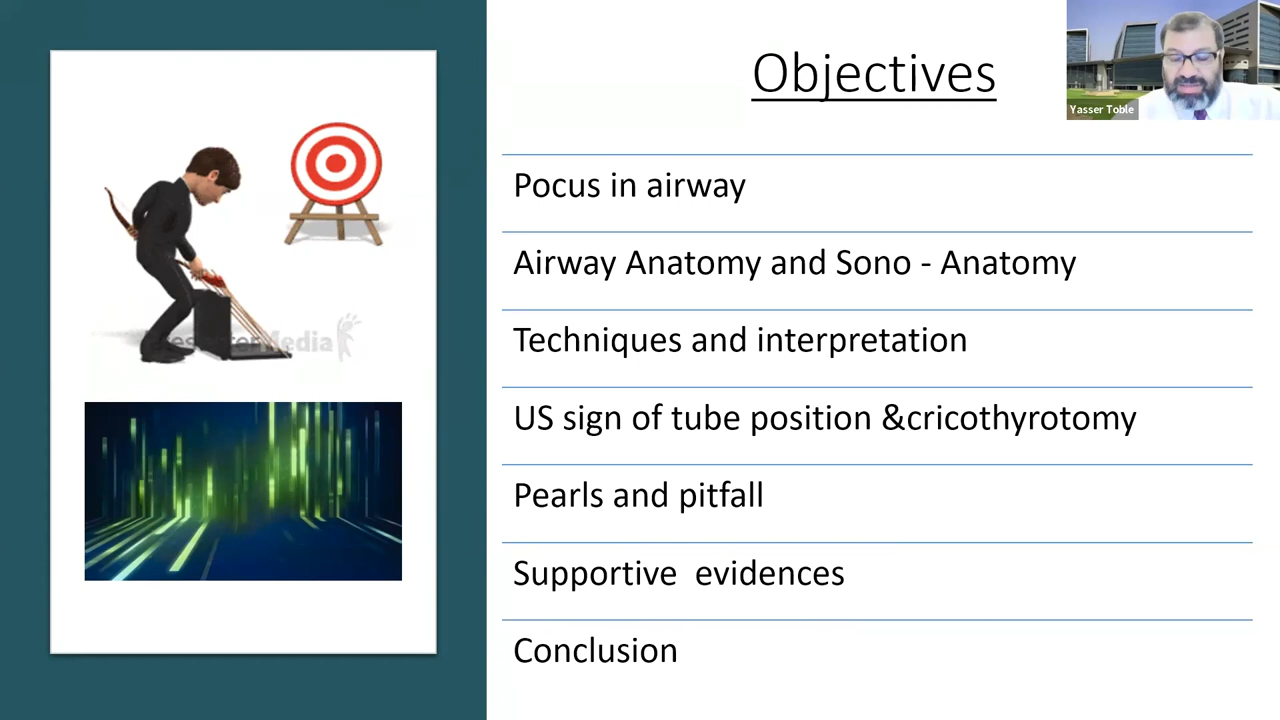 Objectives
Yasser Toble
Pocus in airway
Airway Anatomy and Sono - Anatomy
Techniques and interpretation
US sign of tube position &cricothyrotomy
Pearls and pitfall
Supportive  evidences
Conclusion